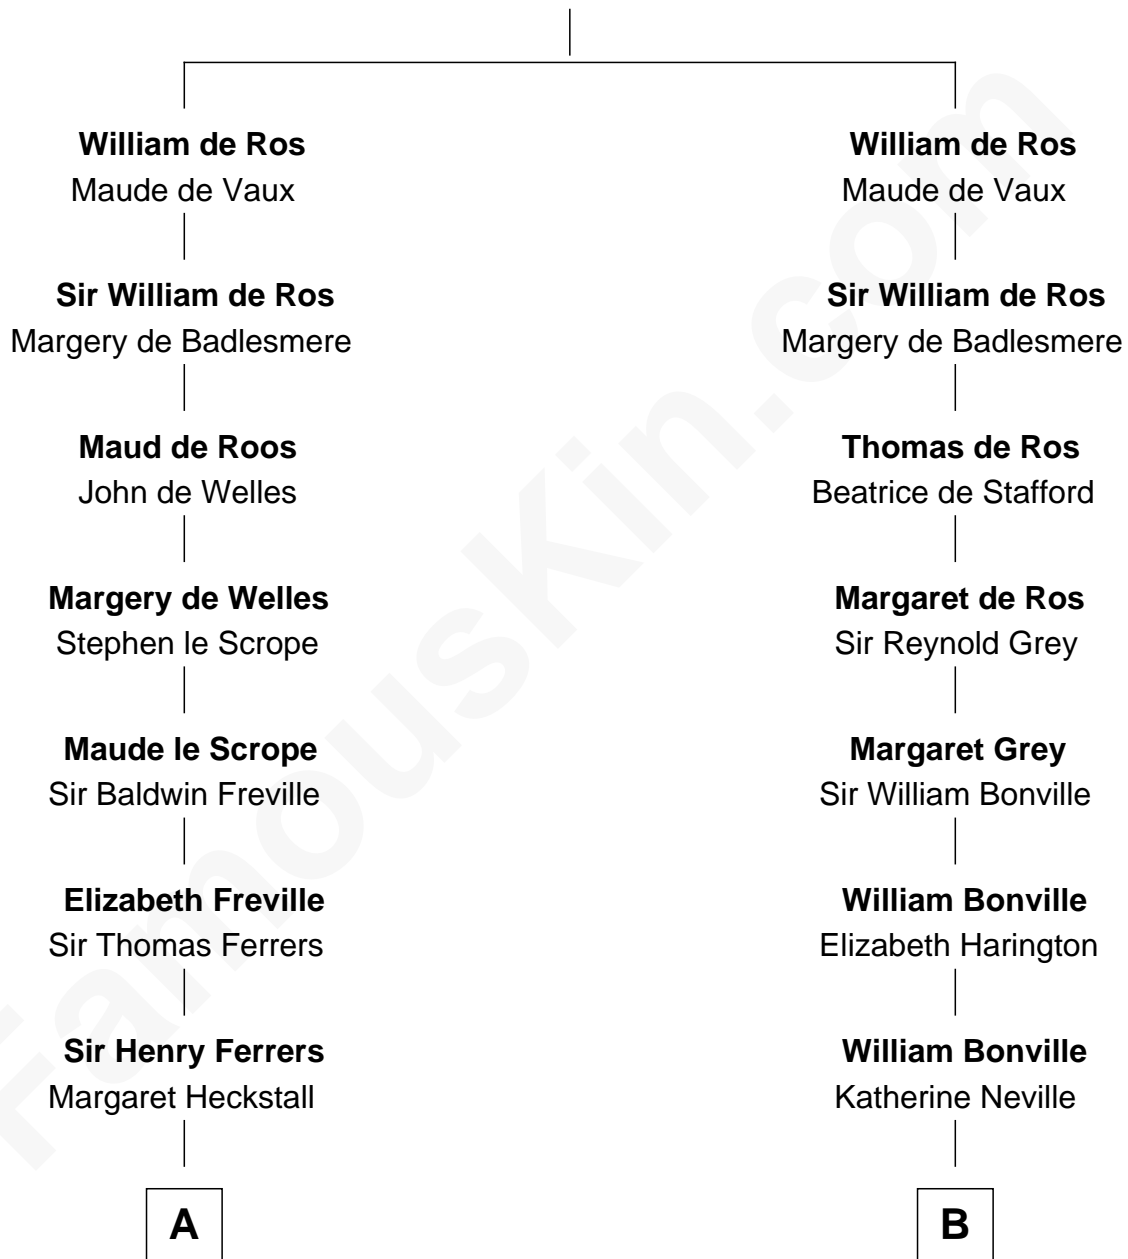 William de Ros
Maude de Vaux
Sir William de Ros
Margery de Badlesmere
Maud de Roos
John de Welles
Margery de Welles
Stephen le Scrope
Maude le Scrope
Sir Baldwin Freville
Elizabeth Freville
Sir Thomas Ferrers
Sir Henry Ferrers
Margaret Heckstall
A
William de Ros
Maude de Vaux
Sir William de Ros
Margery de Badlesmere
Thomas de Ros
Beatrice de Stafford
Margaret de Ros
Sir Reynold Grey
Margaret Grey
Sir William Bonville
William Bonville
Elizabeth Harington
William Bonville
Katherine Neville
B
FamousKin.com